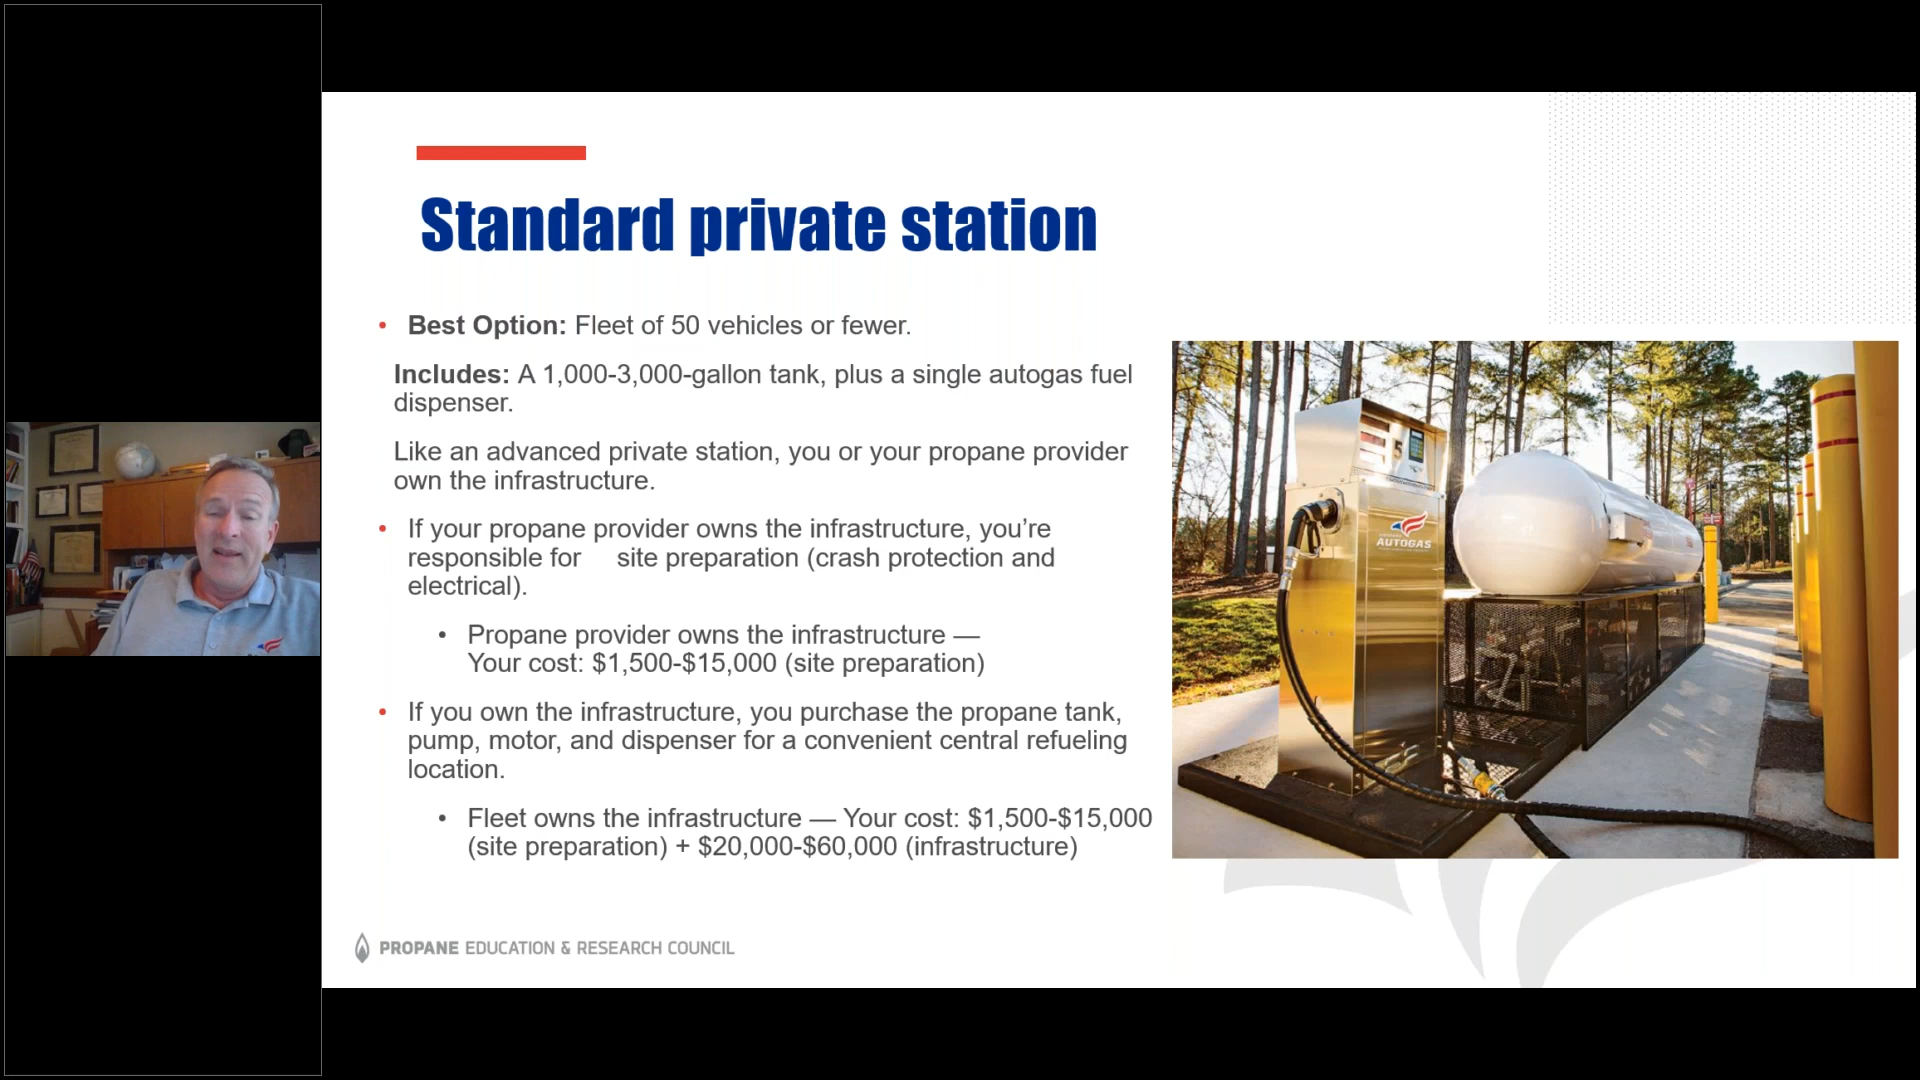 Standard private station
• Best Option: Fleet of 50 vehicles or fewer.
Includes: A 1,000-3,000-gallon tank, plus a single autogas fuel
dispenser.
Like an advanced private station, you or your propane provider
own the infrastructure.
• If your propane provider owns the infrastructure, you’re
responsible for site preparation (crash protection and
electrical).
• Propane provider owns the infrastructure —
Your cost: $1,500-$15,000 (site preparation)
• If you own the infrastructure, you purchase the propane tank,
pump, motor, and dispenser for a convenient central refueling
location.
• Fleet owns the infrastructure — Your cost: $1,500-$15,000
(site preparation) + $20,000-$60,000 (infrastructure)
AUTOGAS
PROPANE EDUCATION & RESEARCH COUNCIL